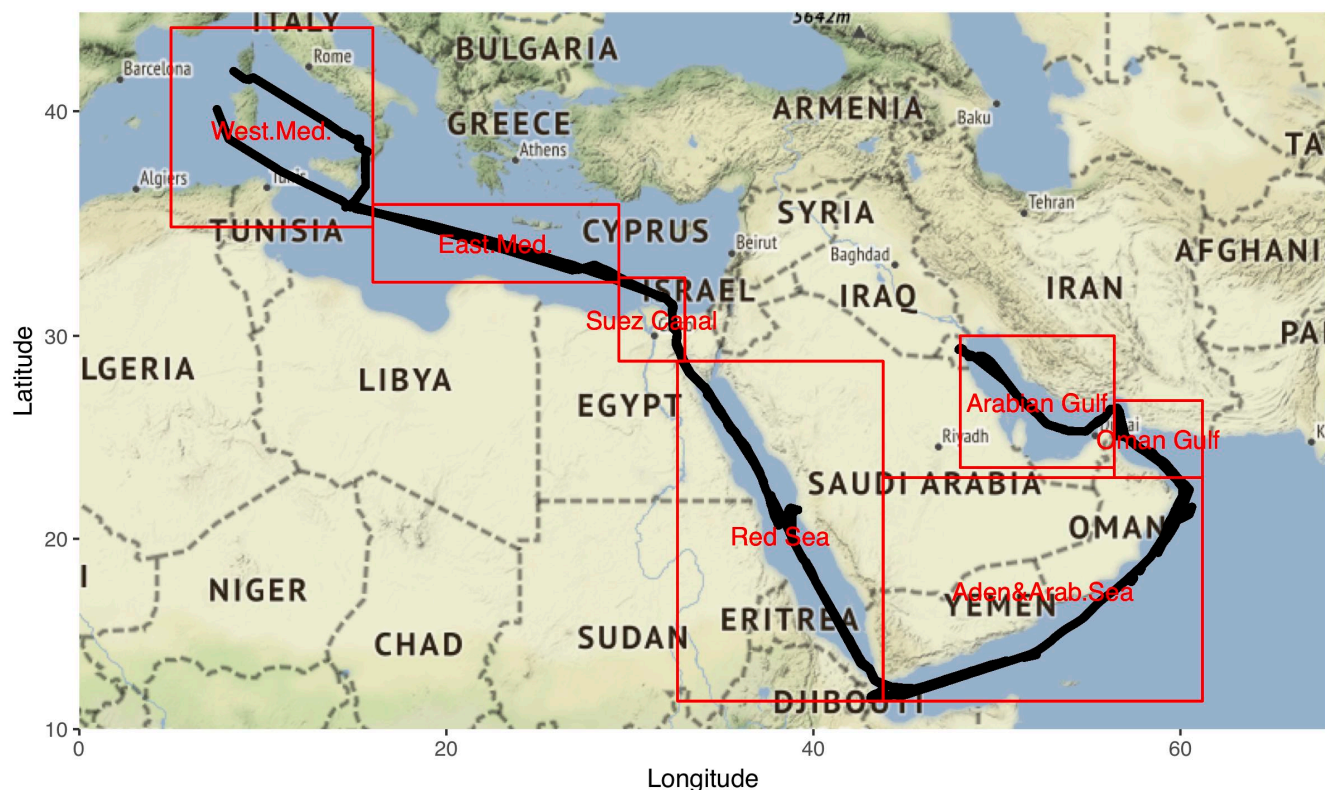 ITALY
5642m
Rome
BULGARIA
Barcelona
40
ARMENIA
Baku
GREECE
West.Med.
Athens
TA
Algiers
Tunis
Tehran
SYRIA
TUNISIA
CYPRUS
East.Med.
Beirut
Baghdad
AFGHANI
ISRAEL
IRAQ
IRAN
Suez Canal
30
PA
LGERIA
LIBYA
EGYPT
Arabian Gulf
Riyadh
Oman Gulf
K
SAUDI ARABIA
Latitude
20
Red Sea
OMAN
I
NIGER
Aden&Arab.Sea
YEMEN
ERITREA
CHAD
SUDAN
DJIBOUTI
10
0
20
40
60
Longitude